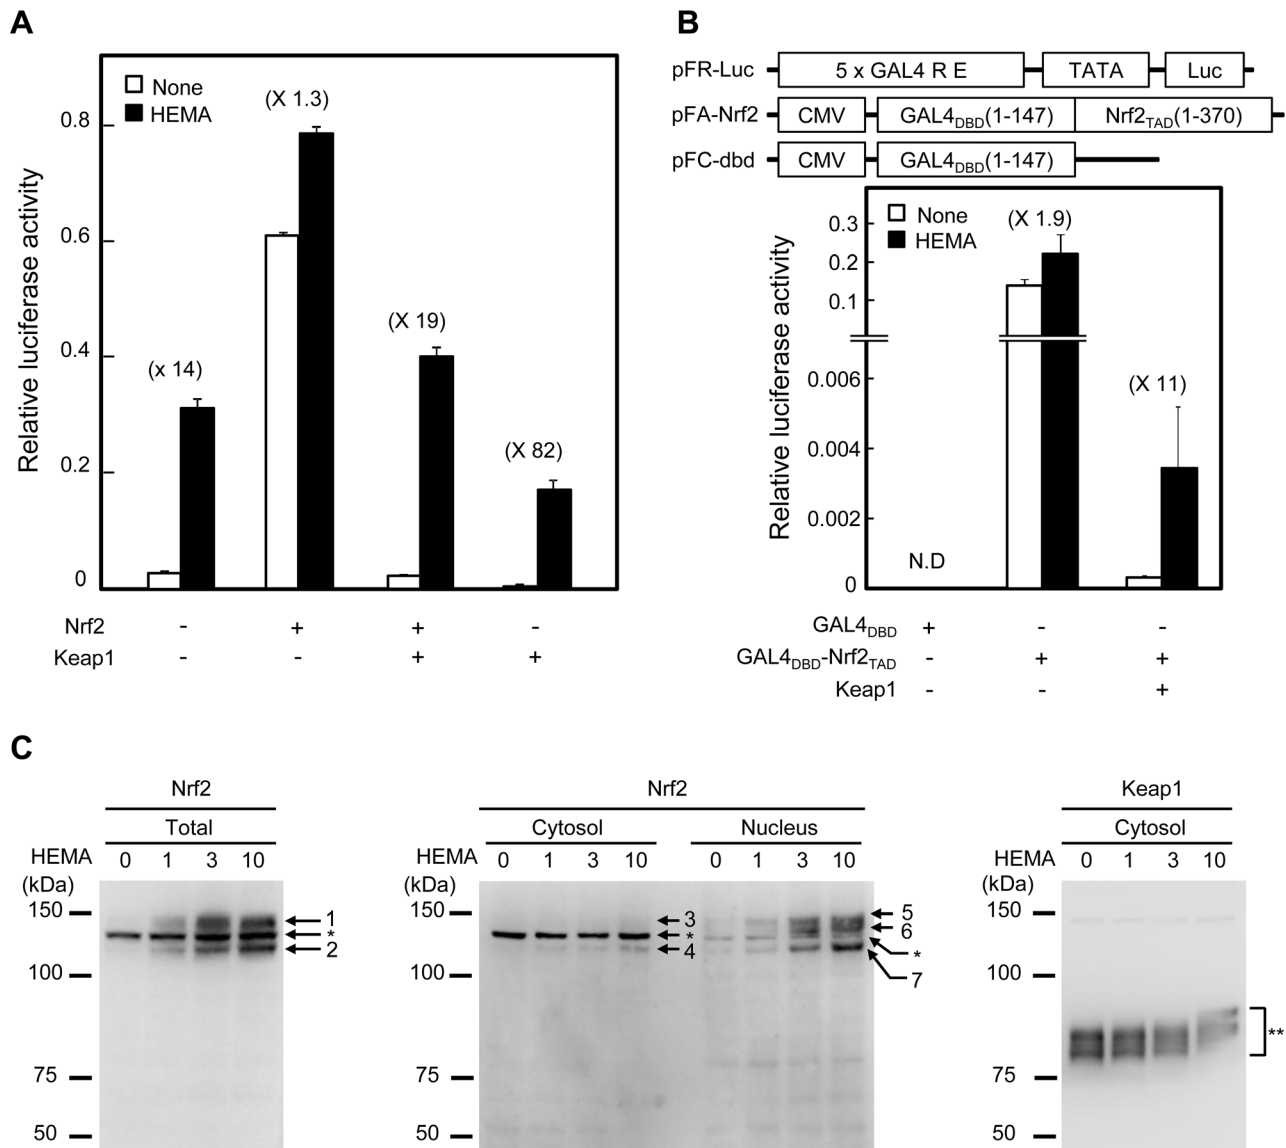 A
None
HEMA
Relative luciferase activity
0.8
0.6
0.4
0.2
0
(x 14)
(X 1.3)
(X 19)
(X 82)
Nrf2 - + + -
Keap1 - - + +
B
pFR-Luc 5 x GAL4 R E TATA Luc
pFA-Nrf2 CMV GAL4DBD(1-147) Nrf2TAD(1-370)
pFC-dbd CMV GAL4DBD(1-147)
None
HEMA
Relative luciferase activity
0.3
0.2
0.1
0.006
0.004
0.002
0
N.D
(X 1.9)
(X 11)
GAL4DBD + - -
GAL4DBD-Nrf2TAD - + +
Keap1 - - +
C
Nrf2
Total
HEMA 0 1 3 10
(kDa)
150
100
75
50
1
*
2
Nrf2
Cytosol Nucleus
HEMA 0 1 3 10 0 1 3 10
(kDa)
150
100
75
50
3
*
4
5
6
*
7
Keap1
Cytosol
HEMA 0 1 3 10
(kDa)
150
100
75
50
**